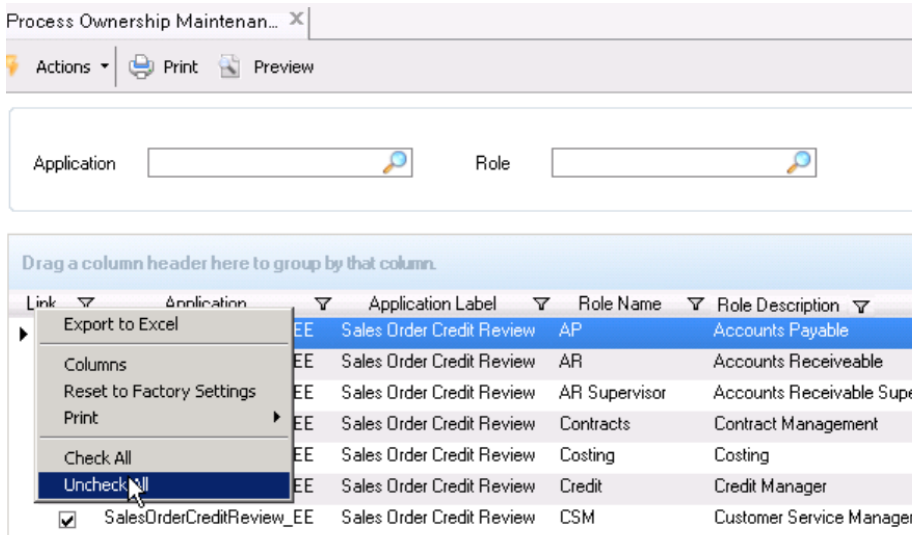 Process Ownership Maintenan... X
Actions Print Preview
Application Role
Drag a column header here to group by that column.
Link Application Application Label Role Name Role Description
Export to Excel EE Sales Order Credit Review AP Accounts Payable
Columns EE Sales Order Credit Review AR Accounts Receiveable
Reset to Factory Settings EE Sales Order Credit Review AR Supervisor Accounts Receivable Supe
Print EE Sales Order Credit Review Contracts Contract Management
Check All EE Sales Order Credit Review Costing Costing
Uncheck All EE Sales Order Credit Review Credit Credit Manager
SalesOrderCreditReview_EE Sales Order Credit Review CSM Customer Service Manager